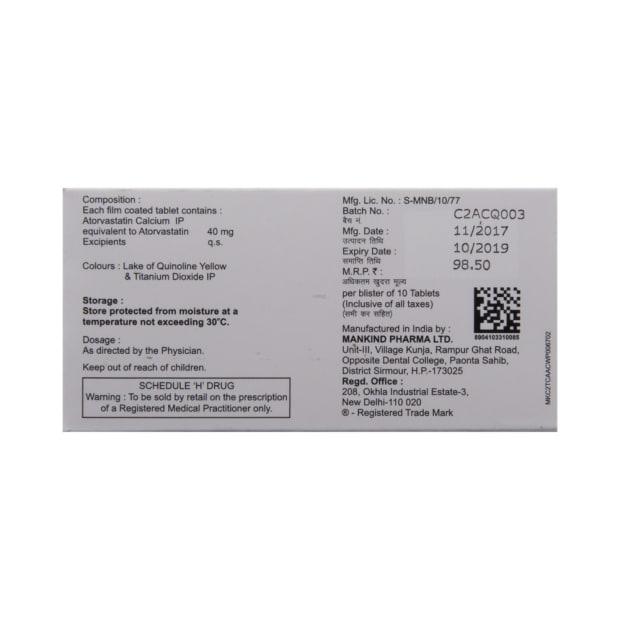 Composition :
Each film coated tablet contains :
Atorvastatin Calcium IP
equivalent to Atorvastatin 40 mg
Excipients q.s.
Colours : Lake of Quinoline Yellow
& Titanium Dioxide IP
Storage :
Store protected from moisture at a
temperature not exceeding 30°C.
Dosage :
As directed by the Physician.
Keep out of reach of children.
SCHEDULE 'H' DRUG
Warning : To be sold by retail on the prescription
of a Registered Medical Practitioner only.
Mfg. Lic. No. : S-MNB/10/77
Batch No. : C2ACQ003
बैच नं.
Mfg. Date : 11/2017
उत्पादन तिथि
Expiry Date : 10/2019
समाप्ति तिथि
M.R.P. ₹ : 98.50
अधिकतम खुदरा मूल्य
per blister of 10 Tablets
(Inclusive of all taxes)
(सभी कर सहित)
8904103310085
Manufactured in India by :
MANKIND PHARMA LTD.
Unit-III, Village Kunja, Rampur Ghat Road,
Opposite Dental College, Paonta Sahib,
District Sirmour, H.P.-173025
Regd. Office :
208, Okhla Industrial Estate-3,
New Delhi-110 020
® - Registered Trade Mark